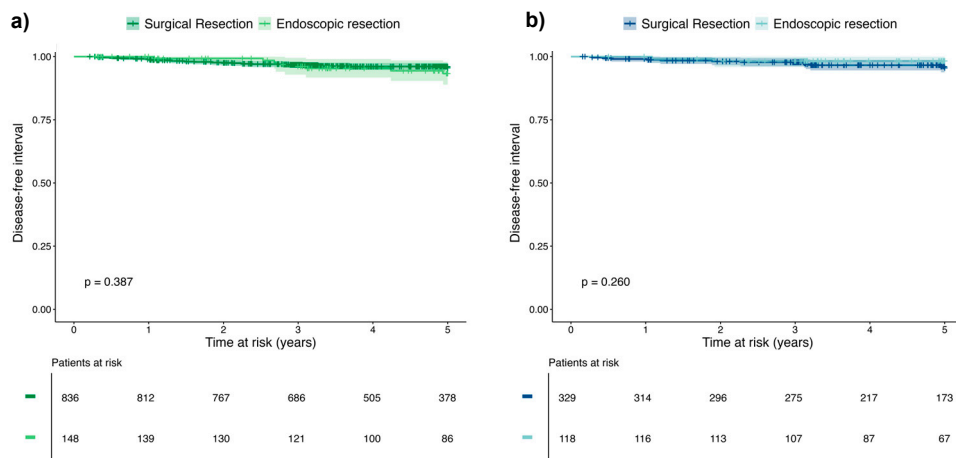 a)
Surgical Resection Endoscopic resection
1.00
0.75
0.50
0.25
0.00
Disease-free interval
p = 0.387
0 1 2 3 4 5
Time at risk (years)
Patients at risk
836 812 767 686 505 378
148 139 130 121 100 86
b)
Surgical Resection Endoscopic resection
1.00
0.75
0.50
0.25
0.00
Disease-free interval
p = 0.260
0 1 2 3 4 5
Time at risk (years)
Patients at risk
329 314 296 275 217 173
118 116 113 107 87 67